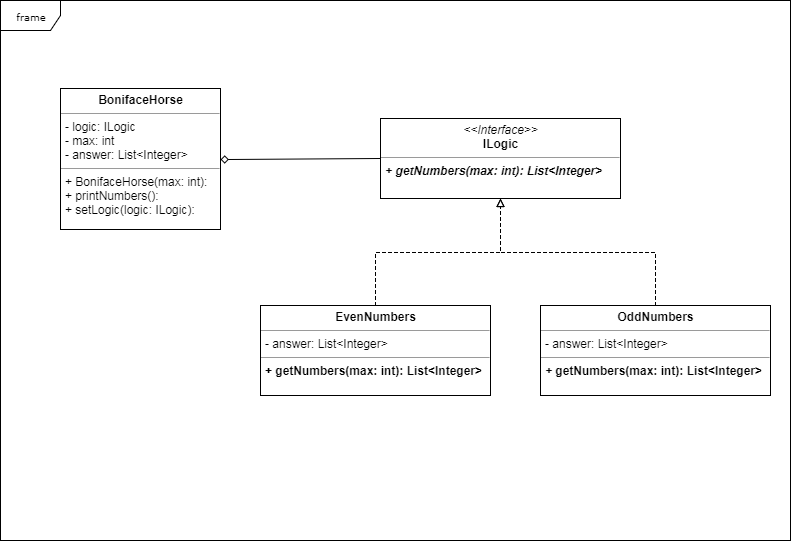 frame
BonifaceHorse
- logic: ILogic
- max: int
- answer: List<Integer>
+ BonifaceHorse(max: int):
+ printNumbers():
+ setLogic(logic: ILogic):
<<Interface>>
ILogic
+ getNumbers(max: int): List<Integer>
EvenNumbers
- answer: List<Integer>
+ getNumbers(max: int): List<Integer>
OddNumbers
- answer: List<Integer>
+ getNumbers(max: int): List<Integer>